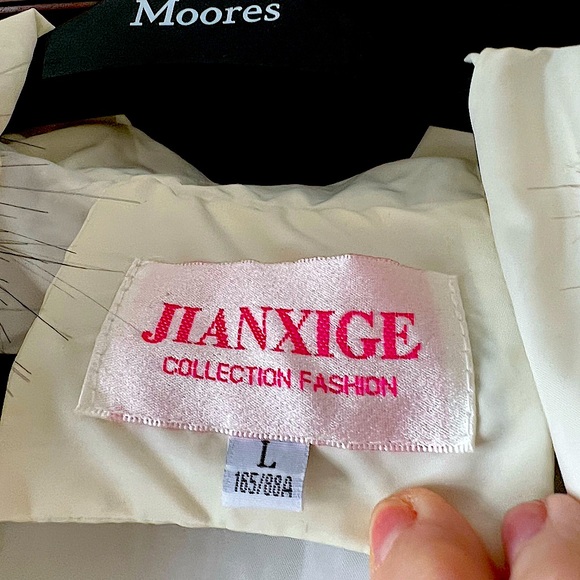 Moores
JIANXIGE
COLLECTION FASHION
L
165/88A